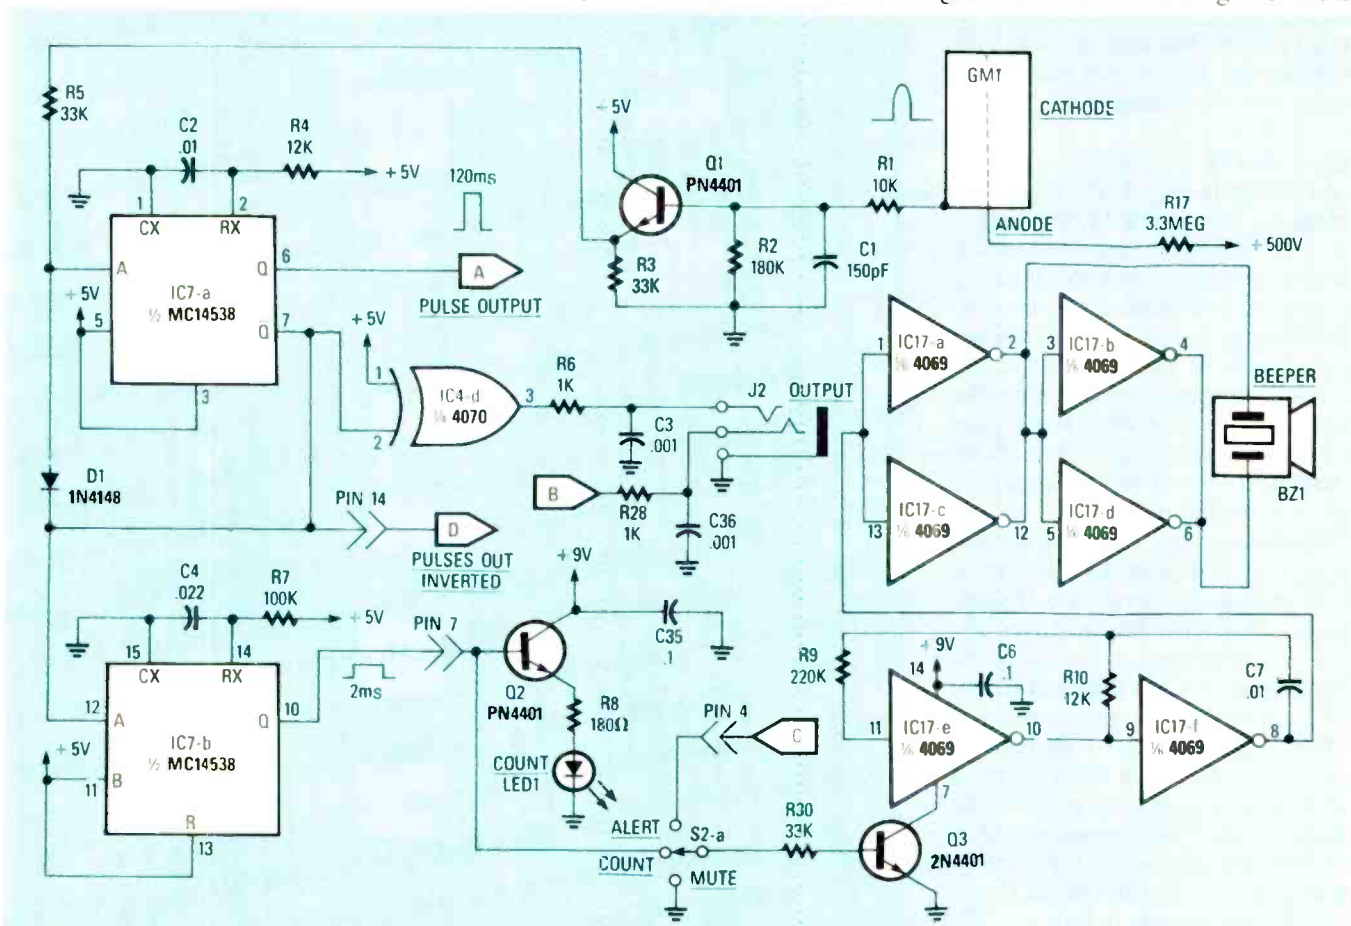 R5
33K
C2
.01
R4
12K
+ 5V
1
2
CX
RX
A
Q
6
+ 5V
IC7-a
½ MC14538
5
Q̅
7
3
120ms
A
PULSE OUTPUT
+ 5V
Q1
PN4401
R3
33K
R2
180K
C1
150pF
R1
10K
GMT
CATHODE
ANODE
R17
3.3MEG
+ 500V
+ 5V
1
2
IC4-d
¼ 4070
3
R6
1K
C3
.001
J2
OUTPUT
B
R28
1K
C36
.001
1
IC17-a
⅙ 4069
2
3
IC17-b
⅙ 4069
4
13
IC17-c
⅙ 4069
12
5
IC17-d
⅙ 4069
6
BEEPER
BZ1
D1
1N4148
PIN 14
D
PULSES OUT
INVERTED
C4
.022
R7
100K
+ 5V
15
14
CX
RX
12
A
Q
10
+ 5V
IC7-b
½ MC14538
11
B
R
13
2ms
PIN 7
+ 9V
C35
.1
Q2
PN4401
R8
180Ω
COUNT
LED1
PIN 4
C
ALERT
S2-a
COUNT
MUTE
R30
33K
Q3
2N4401
R9
220K
+ 9V
14
C6
.1
11
IC17-e
⅙ 4069
10
7
R10
12K
9
IC17-f
⅙ 4069
8
C7
.01